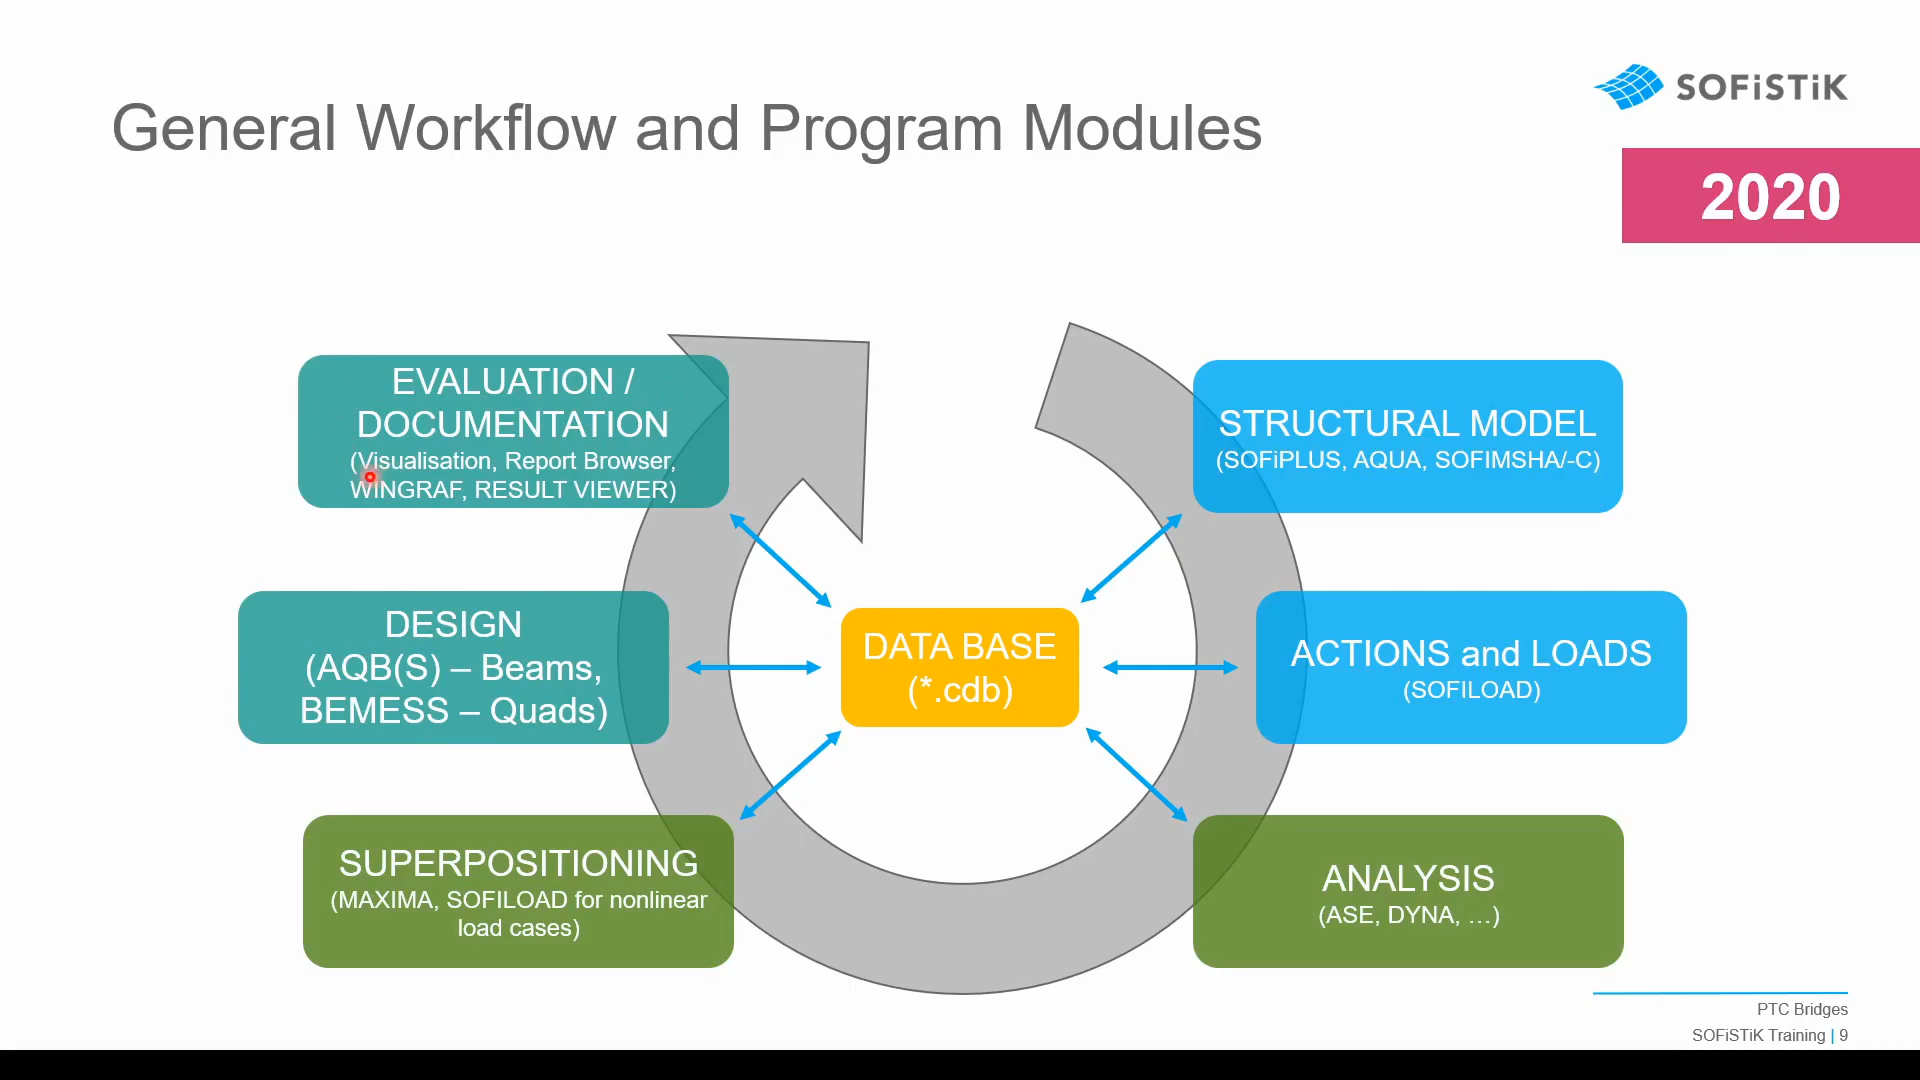 General Workflow and Program Modules
SOFiSTiK
2020
EVALUATION /
DOCUMENTATION
(Visualisation, Report Browser,
WINGRAF, RESULT VIEWER)
STRUCTURAL MODEL
(SOFiPLUS, AQUA, SOFIMSHA/-C)
DESIGN
(AQB(S) – Beams,
BEMESS – Quads)
DATA BASE
(*.cdb)
ACTIONS and LOADS
(SOFILOAD)
SUPERPOSITIONING
(MAXIMA, SOFILOAD for nonlinear
load cases)
ANALYSIS
(ASE, DYNA, …)
PTC Bridges
SOFiSTiK Training | 9